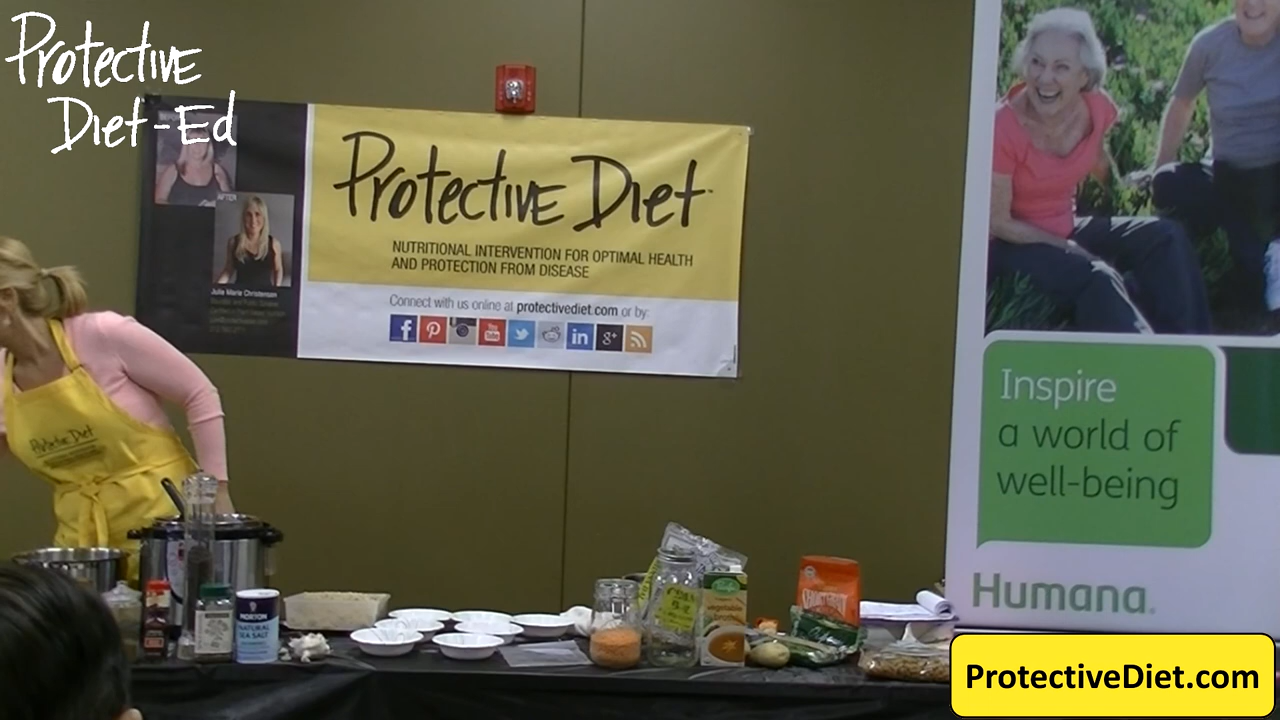 Protective
Diet-Ed
AFTER
Julie Marie Christensen
Protective Diet
NUTRITIONAL INTERVENTION FOR OPTIMAL HEALTH
AND PROTECTION FROM DISEASE
Connect with us online at protectivediet.com or by:
Protective Diet
MORTON
NATURAL
SEA SALT
vegetable
Inspire
a world of
well-being
Humana.
ProtectiveDiet.com